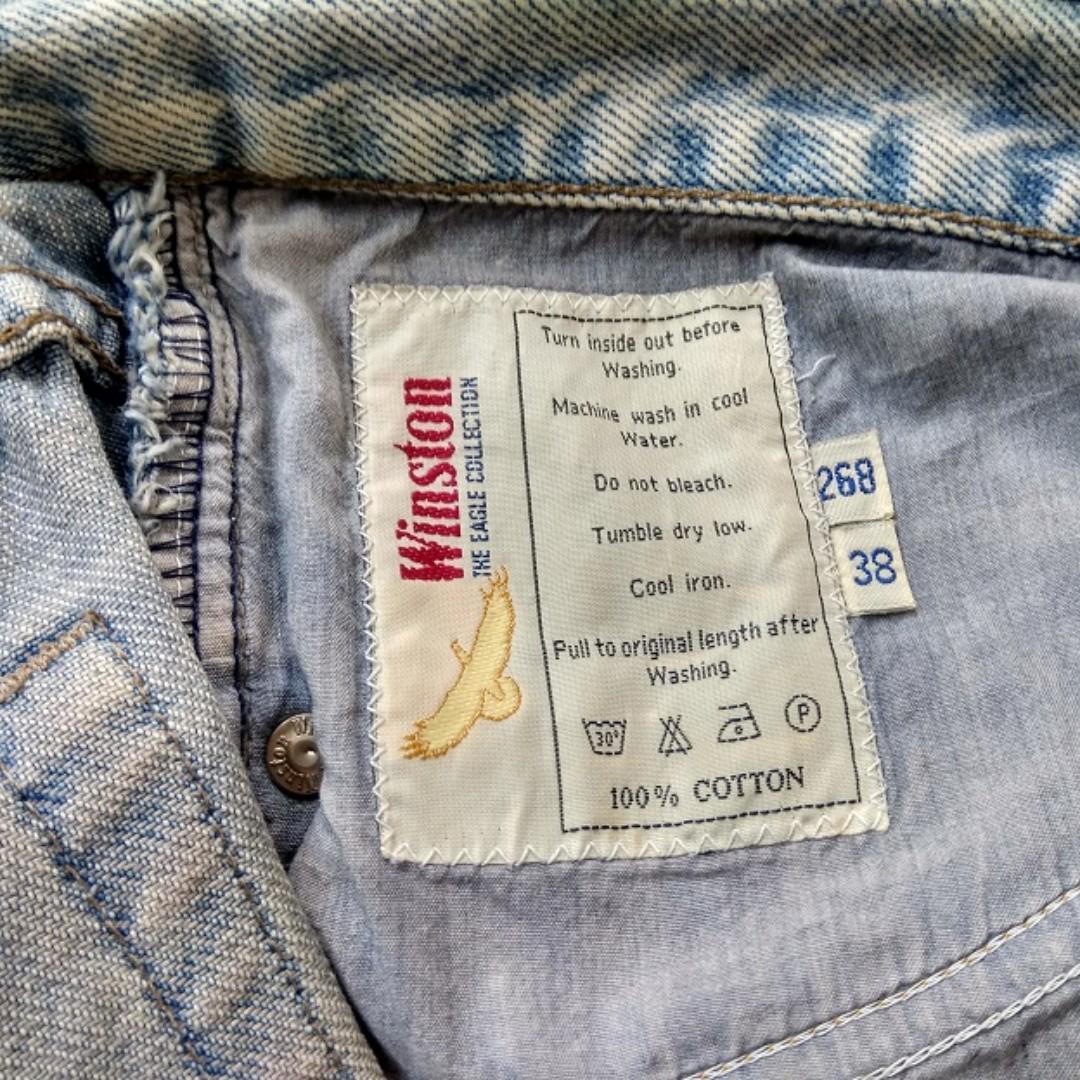 Winston
THE EAGLE COLLECTION
Turn inside out before
Washing.
Machine wash in cool
Water.
Do not bleach.
Tumble dry low.
Cool iron.
Pull to original length after
Washing.
30°
P
100% COTTON
268
38